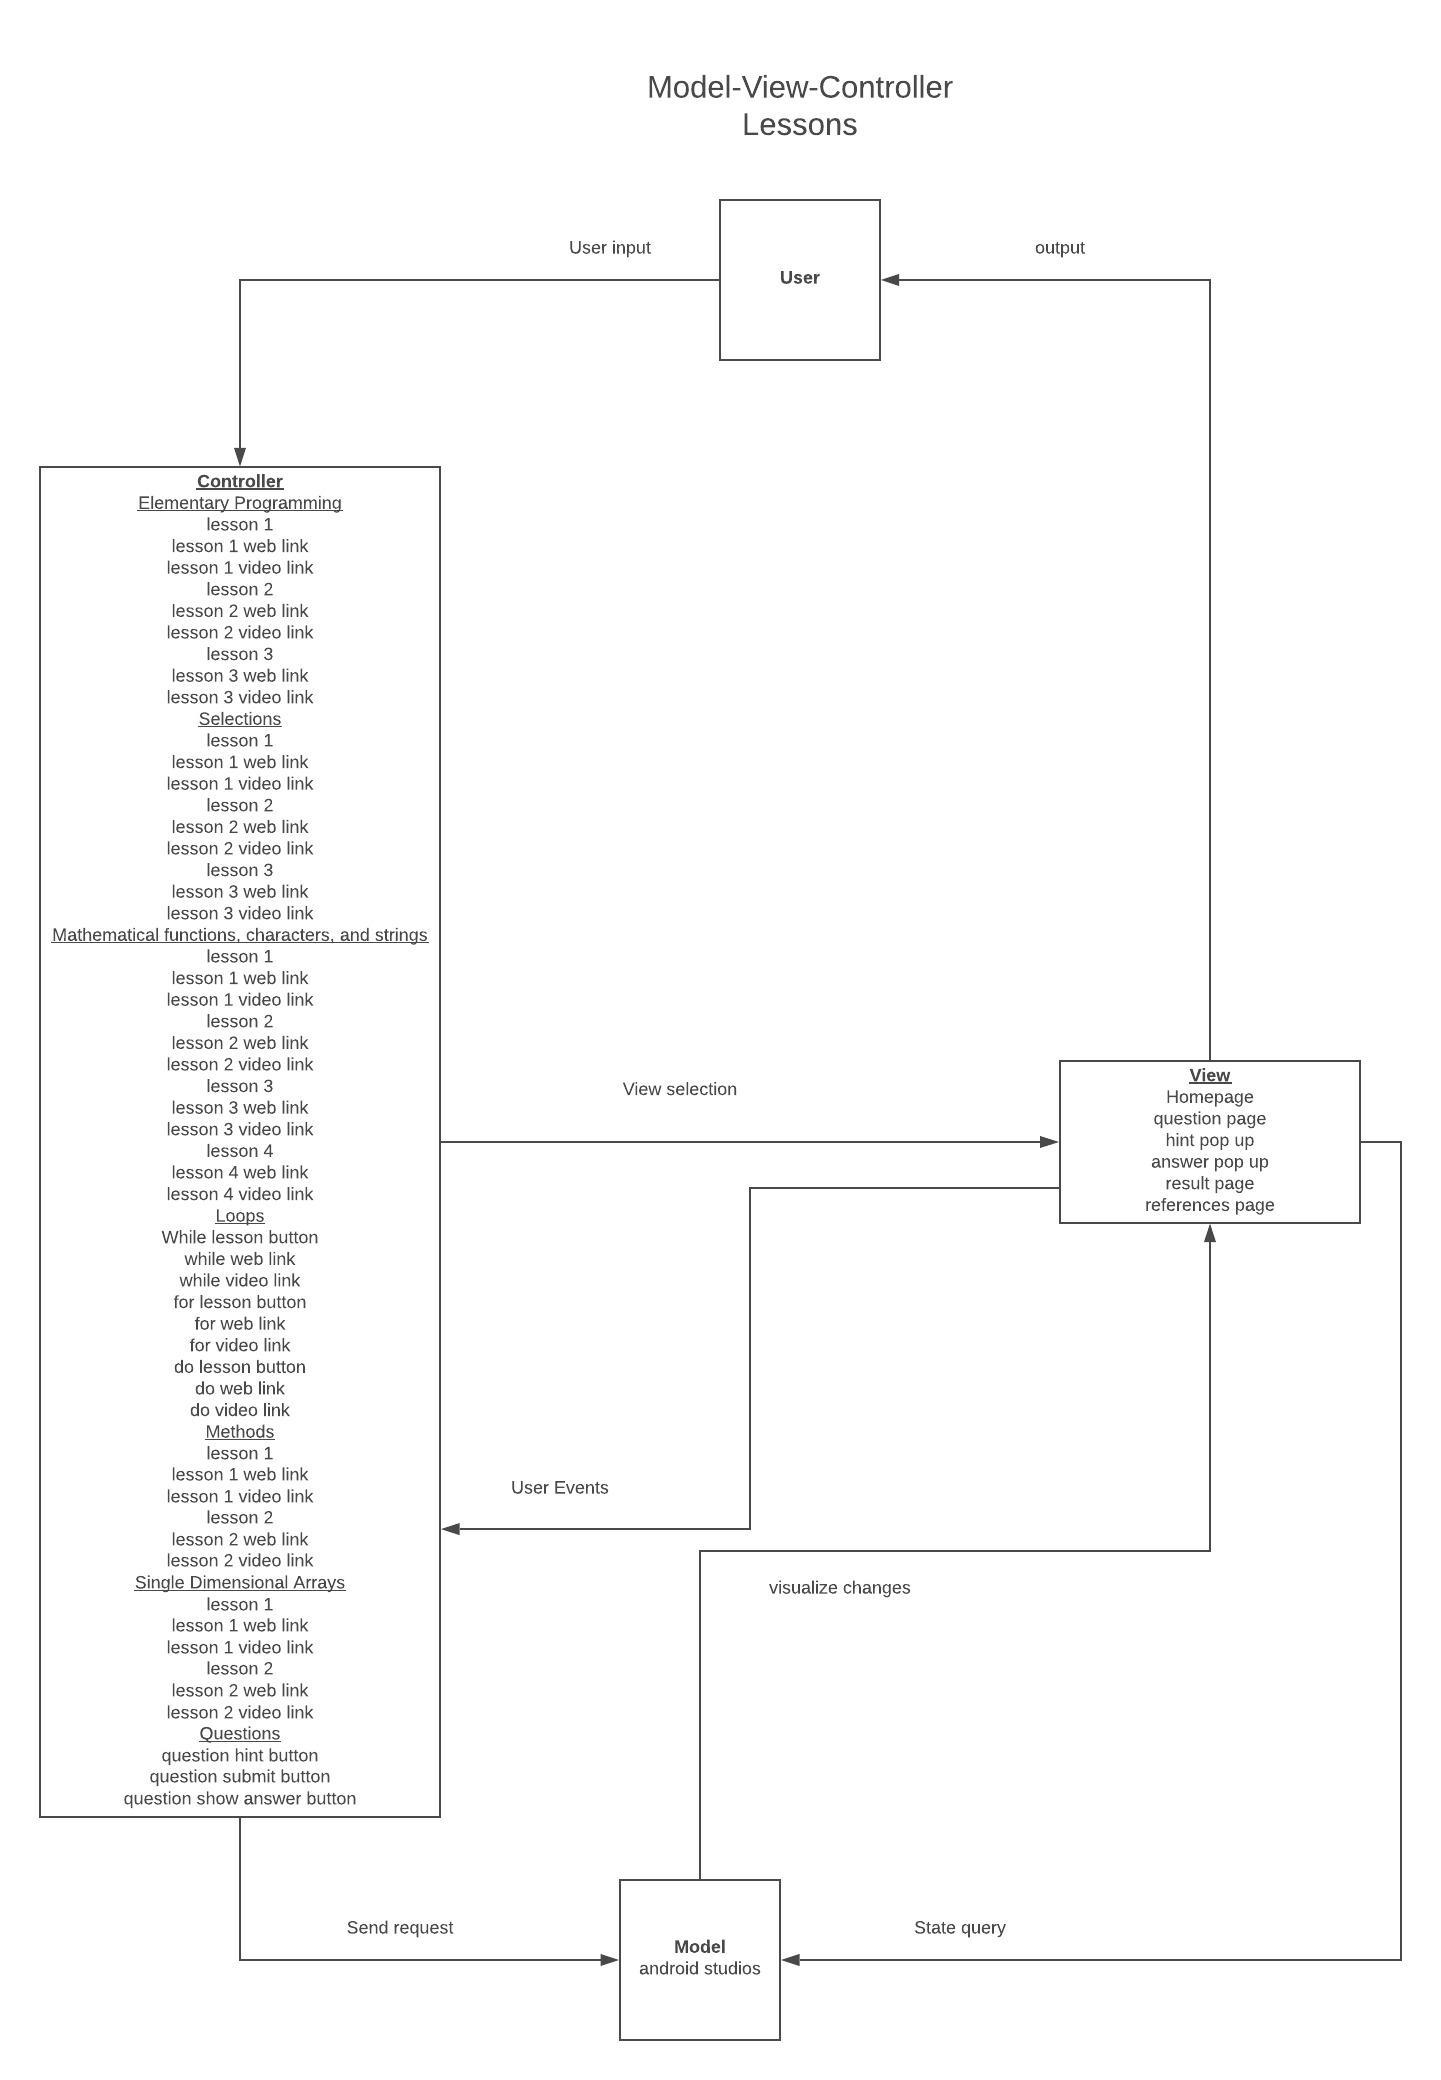 Model-View-Controller
Lessons
User input
output
User
Controller
Elementary Programming
lesson 1
lesson 1 web link
lesson 1 video link
lesson 2
lesson 2 web link
lesson 2 video link
lesson 3
lesson 3 web link
lesson 3 video link
Selections
lesson 1
lesson 1 web link
lesson 1 video link
lesson 2
lesson 2 web link
lesson 2 video link
lesson 3
lesson 3 web link
lesson 3 video link
Mathematical functions, characters, and strings
lesson 1
lesson 1 web link
lesson 1 video link
lesson 2
lesson 2 web link
lesson 2 video link
lesson 3
lesson 3 web link
lesson 3 video link
lesson 4
lesson 4 web link
lesson 4 video link
Loops
While lesson button
while web link
while video link
for lesson button
for web link
for video link
do lesson button
do web link
do video link
Methods
lesson 1
lesson 1 web link
lesson 1 video link
lesson 2
lesson 2 web link
lesson 2 video link
Single Dimensional Arrays
lesson 1
lesson 1 web link
lesson 1 video link
lesson 2
lesson 2 web link
lesson 2 video link
Questions
question hint button
question submit button
question show answer button
View selection
View
Homepage
question page
hint pop up
answer pop up
result page
references page
User Events
visualize changes
Send request
State query
Model
android studios